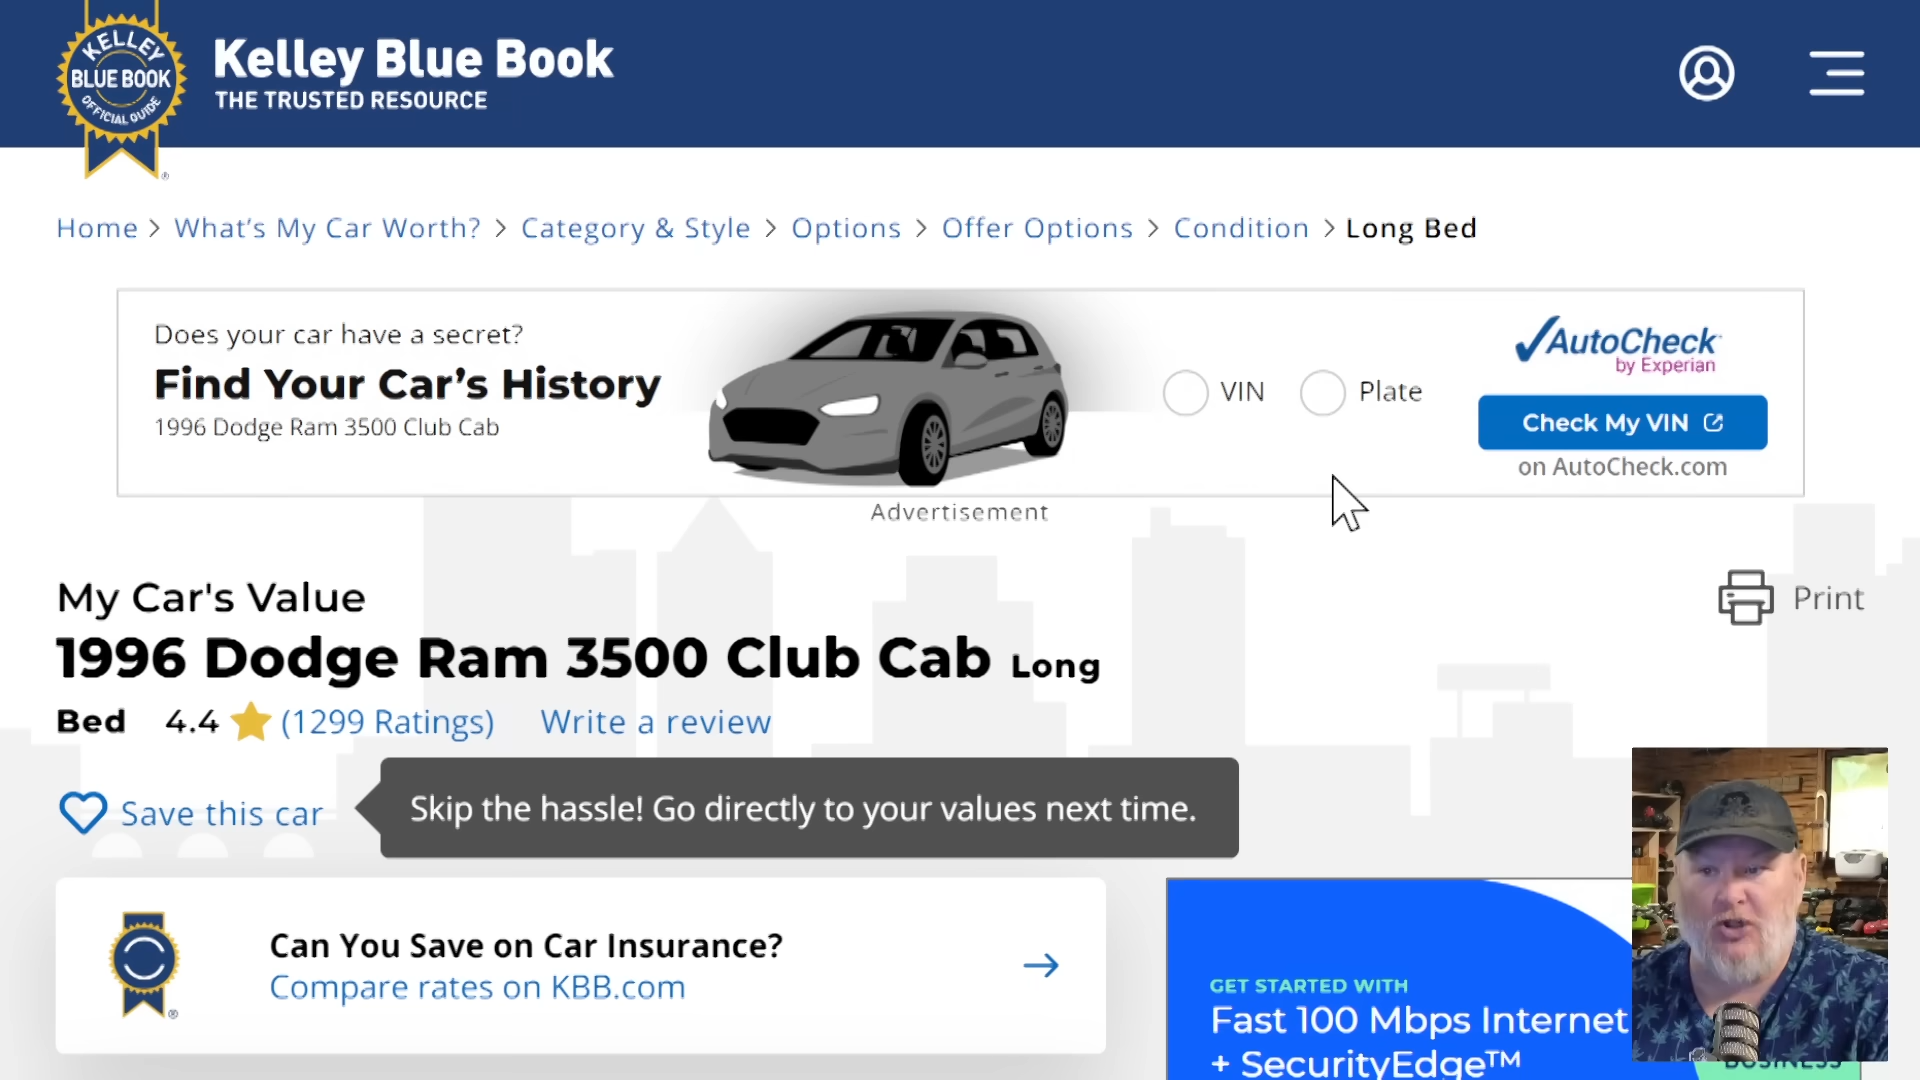 KELLEY
BLUE BOOK
OFFICIAL GUIDE
®
Kelley Blue Book
THE TRUSTED RESOURCE
Home > What's My Car Worth? > Category & Style > Options > Offer Options > Condition > Long Bed
Does your car have a secret?
Find Your Car's History
1996 Dodge Ram 3500 Club Cab
VIN
Plate
AutoCheck
by Experian
Check My VIN
on AutoCheck.com
Advertisement
My Car's Value
Print
1996 Dodge Ram 3500 Club Cab Long
Bed 4.4 (1299 Ratings) Write a review
Save this car
Skip the hassle! Go directly to your values next time.
Can You Save on Car Insurance?
Compare rates on KBB.com
®
GET STARTED WITH
Fast 100 Mbps Internet
+ SecurityEdge™
BUSINESS